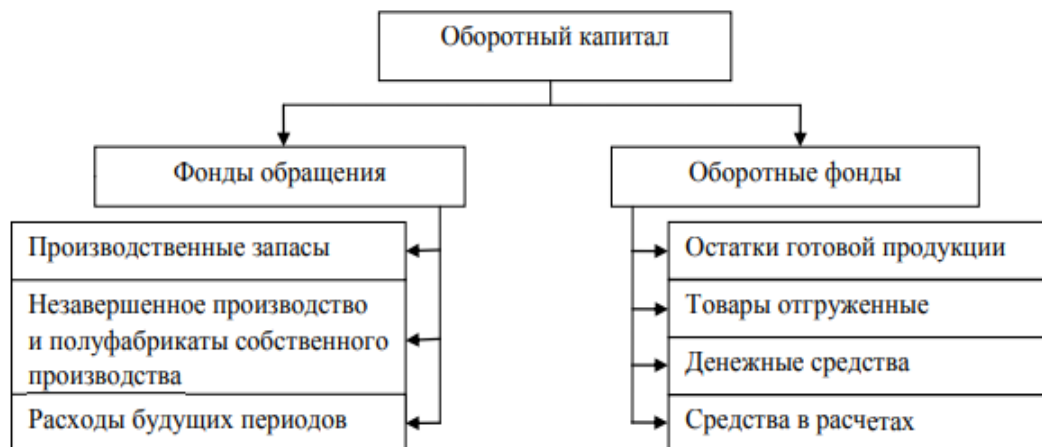 Оборотный капитал
Фонды обращения
Оборотные фонды
Производственные запасы
Незавершенное производство
и полуфабрикаты собственного
производства
Расходы будущих периодов
Остатки готовой продукции
Товары отгруженные
Денежные средства
Средства в расчетах